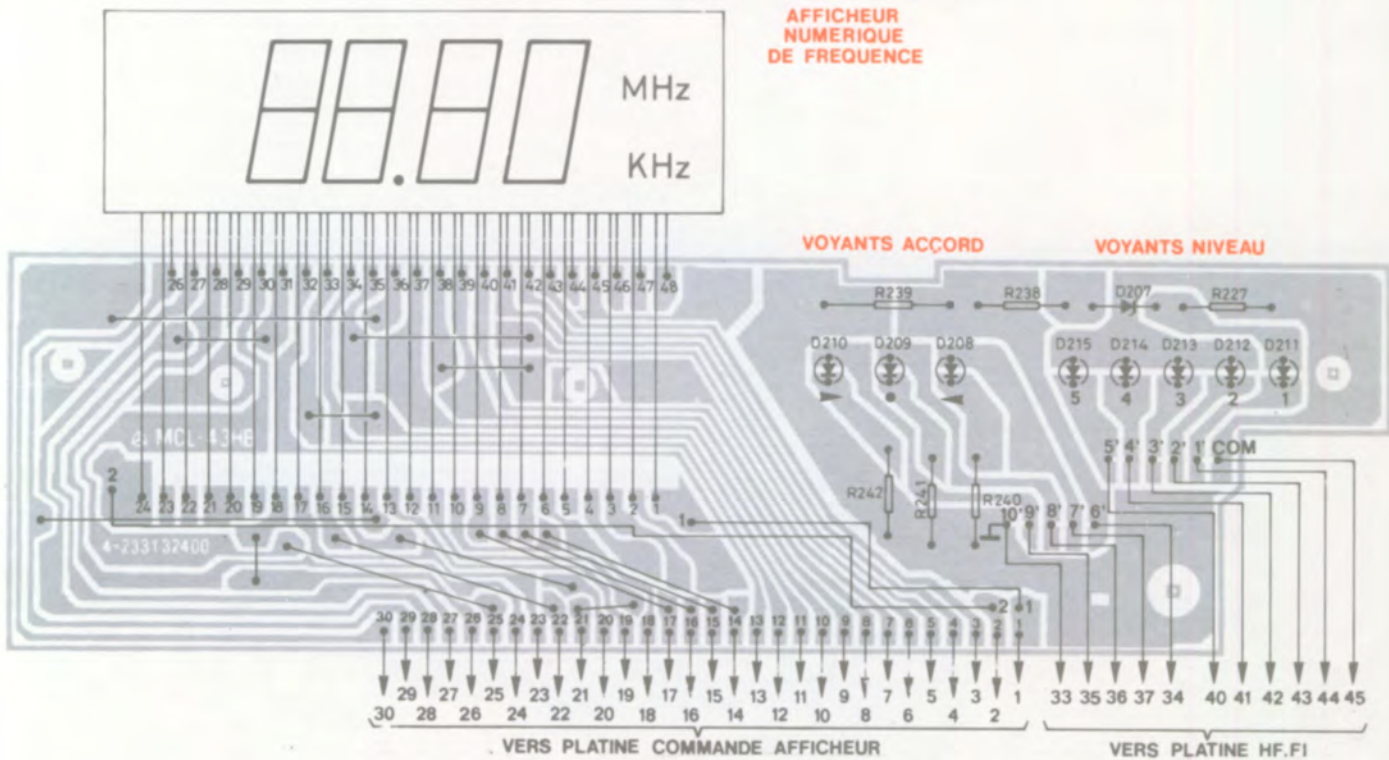 AFFICHEUR
NUMERIQUE
DE FREQUENCE
MHz
KHz
VOYANTS ACCORD
VOYANTS NIVEAU
26 27 28 29 30 31 32 33 34 35 36 37 38 39 40 41 42 43 44 45 46 47 48
R239 R238 D207 R227
D210 D209 D208 D215 D214 D213 D212 D211
5 4 3 2 1
MCL-43HB
5' 4' 3' 2' 1' COM
2
24 23 22 21 20 19 18 17 16 15 14 13 12 11 10 9 8 7 6 5 4 3 2 1
R242 R241 R240
1
10' 9' 8' 7' 6'
4-233132400
2 1
30 29 28 27 26 25 24 23 22 21 20 19 18 17 16 15 14 13 12 11 10 9 8 7 6 5 4 3 2 1
29 27 25 23 21 19 17 15 13 11 9 7 5 3 1
33 35 36 37 34 40 41 42 43 44 45
30 28 26 24 22 20 18 16 14 12 10 8 6 4 2
VERS PLATINE COMMANDE AFFICHEUR
VERS PLATINE HF.FI